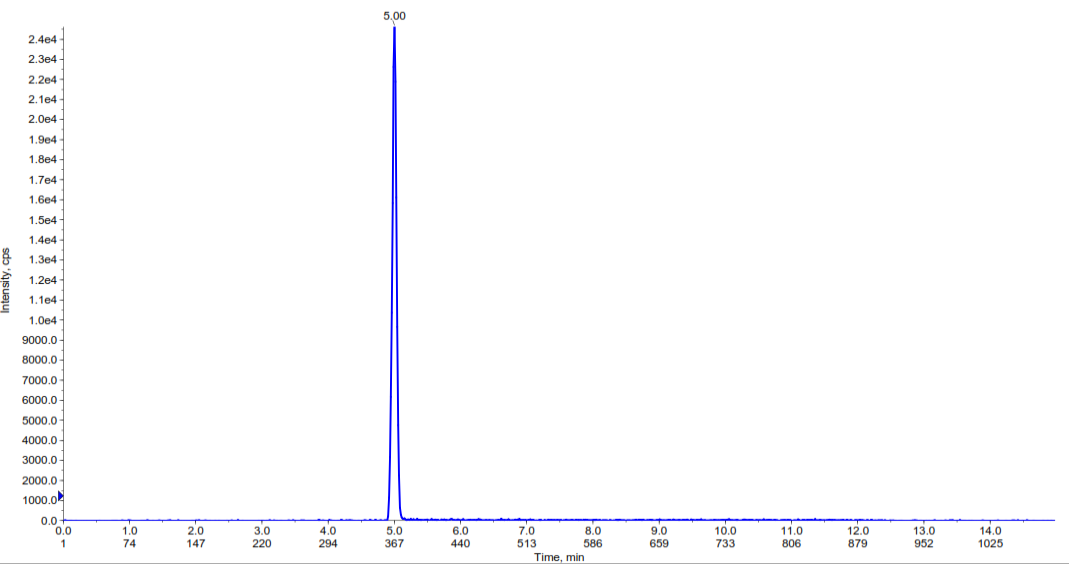 5.00
2.4e4
2.3e4
2.2e4
2.1e4
2.0e4
1.9e4
1.8e4
1.7e4
1.6e4
1.5e4
1.4e4
1.3e4
1.2e4
1.1e4
1.0e4
9000.0
8000.0
7000.0
6000.0
5000.0
4000.0
3000.0
2000.0
1000.0
0.0
Intensity, cps
0.0 1.0 2.0 3.0 4.0 5.0 6.0 7.0 8.0 9.0 10.0 11.0 12.0 13.0 14.0
1 74 147 220 294 367 440 513 586 659 733 806 879 952 1025
Time, min